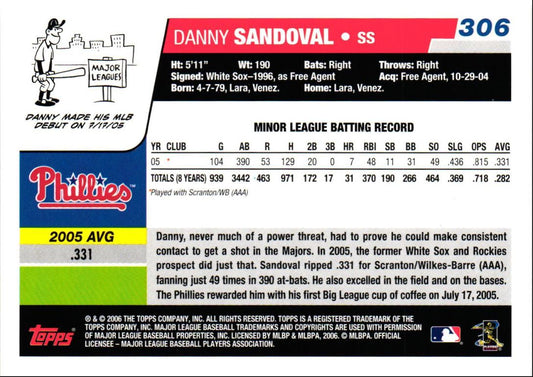 306
DANNY SANDOVAL • SS
Ht: 5'11" Wt: 190 Bats: Right Throws: Right
Signed: White Sox–1996, as Free Agent Acq: Free Agent, 10-29-04
Born: 4-7-79, Lara, Venez. Home: Lara, Venez.
MAJOR
LEAGUES
DANNY MADE HIS MLB
DEBUT ON 7/17/05
MINOR LEAGUE BATTING RECORD
YR CLUB G AB R H 2B 3B HR RBI SB BB SO SLG OPS AVG
05 * 104 390 53 129 20 0 7 48 11 31 49 .436 .815 .331
TOTALS (8 YEARS) 939 3442 463 971 172 17 31 370 190 266 464 .369 .718 .282
*Played with Scranton/WB (AAA)
Phillies™
2005 AVG
.331
Danny, never much of a power threat, had to prove he could make consistent
contact to get a shot in the Majors. In 2005, the former White Sox and Rockies
prospect did just that. Sandoval ripped .331 for Scranton/Wilkes-Barre (AAA),
fanning just 49 times in 390 at-bats. He also excelled in the field and on the bases.
The Phillies rewarded him with his first Big League cup of coffee on July 17, 2005.
Topps
® & © 2006 THE TOPPS COMPANY, INC. ALL RIGHTS RESERVED. TOPPS IS A REGISTERED TRADEMARK OF THE
TOPPS COMPANY, INC. MAJOR LEAGUE BASEBALL TRADEMARKS AND COPYRIGHTS ARE USED WITH PERMISSION
OF MAJOR LEAGUE BASEBALL PROPERTIES, INC. LICENSED BY MLBP & MLBPA, 2006. © MLBPA. OFFICIAL
LICENSEE – MAJOR LEAGUE BASEBALL PLAYERS ASSOCIATION.